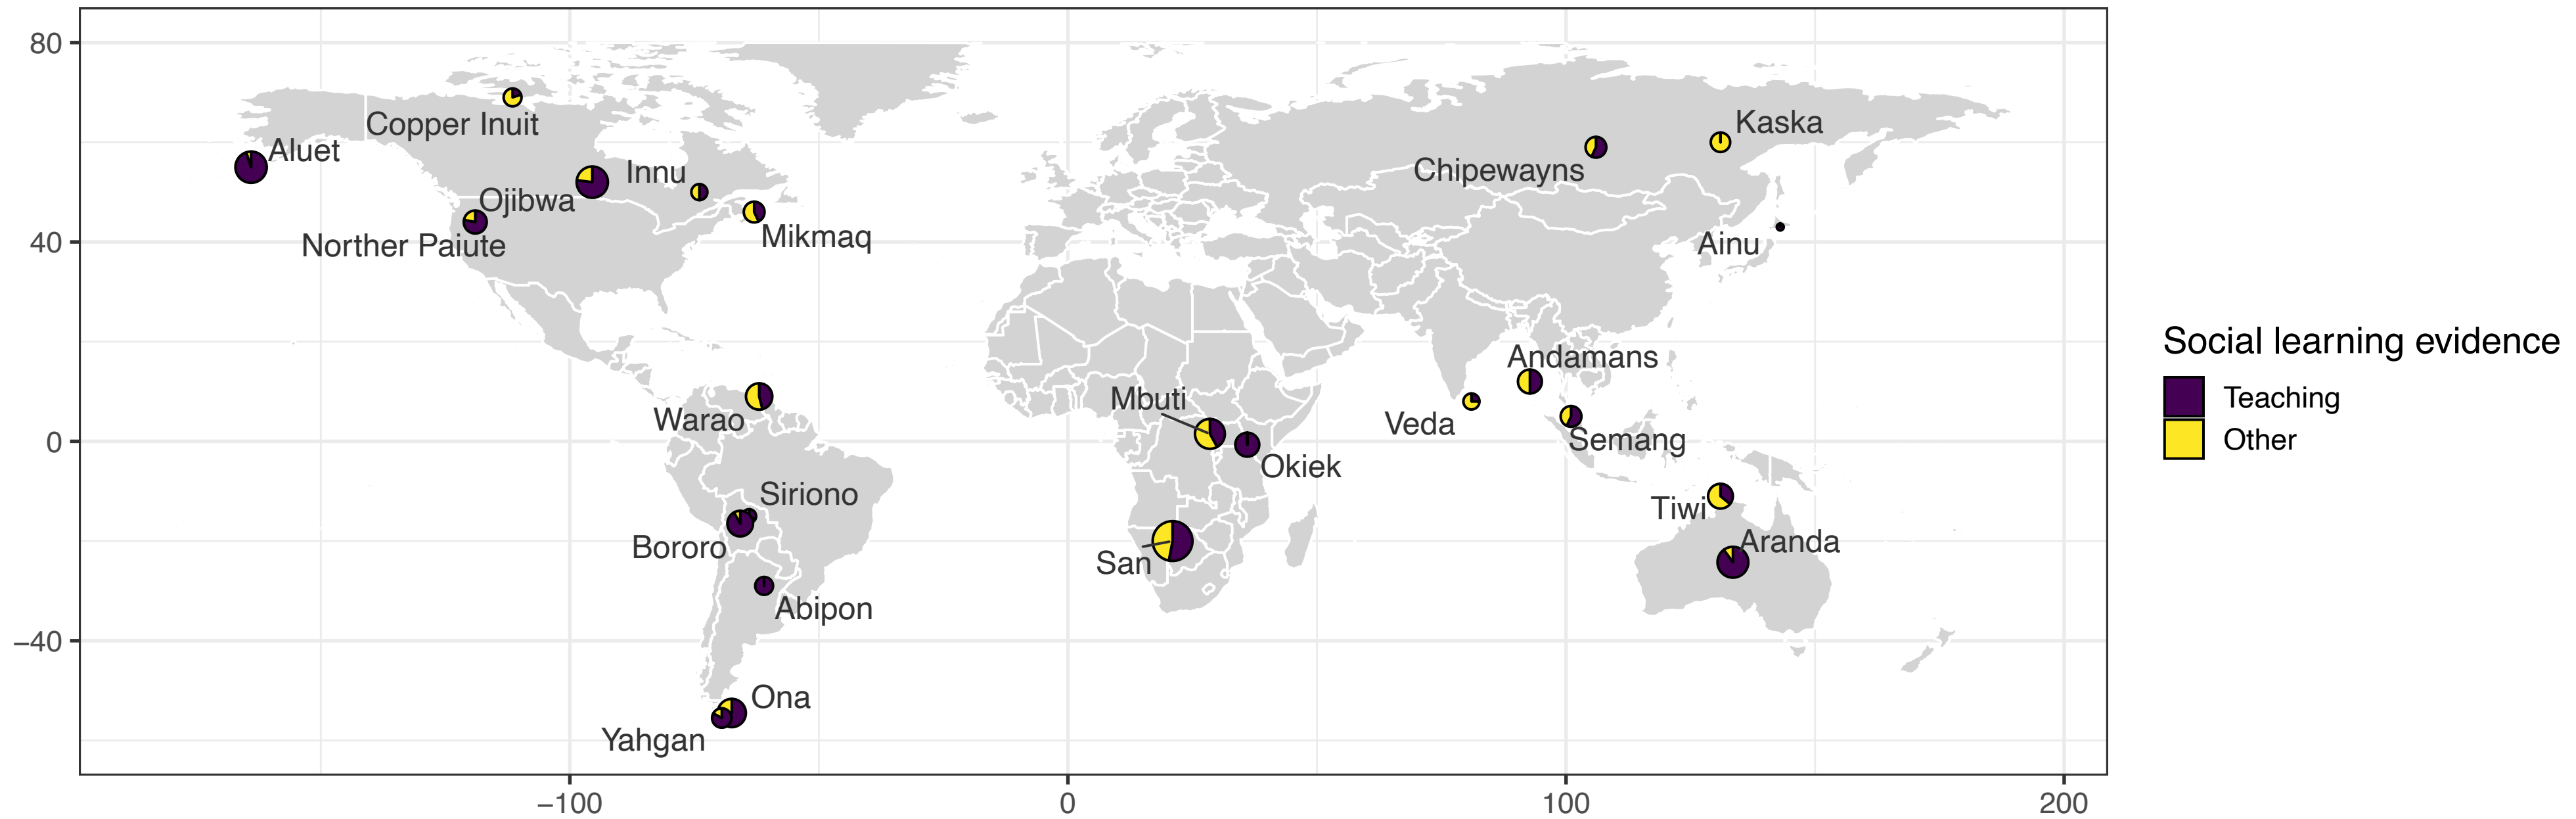 80
40
0
−40
−100
0
100
200
Copper Inuit
Aluet
Innu
Ojibwa
Norther Paiute
Mikmaq
Kaska
Chipewayns
Ainu
Andamans
Mbuti
Veda
Warao
Semang
Okiek
Siriono
Tiwi
Bororo
San
Aranda
Abipon
Ona
Yahgan
Social learning evidence
Teaching
Other